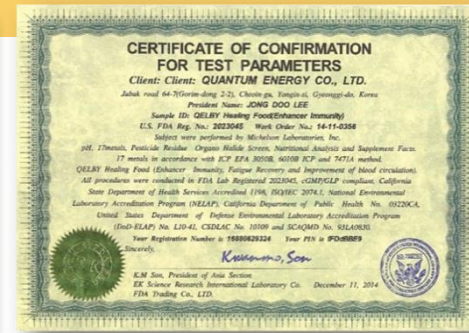 CERTIFICATE OF CONFIRMATION
FOR TEST PARAMETERS
Client: Client: QUANTUM ENERGY CO., LTD.
Jabuk road 64-7(Gorim-dong 2-2), Cheoin-gu, Yongin-si, Gyeonggi-do, Korea
President Name: JONG DOO LEE
Sample ID: QELBY Healing Food(Enhancer Immunity)
U.S. FDA Reg. No.: 2023045 Work Order No.: 14-11-0356
Subject were performed by Michelson Laboratories, Inc.
pH, 17metals, Pesticide Residue Organo Halide Screen, Nutritional Analysis and Supplement Facts.
17 metals in accordance with ICP EPA 3050B, 6010B ICP and 7471A method.
QELBY Healing Food (Enhancer Immunity, Fatigue Recovery and Improvement of blood circulation).
All procedures were conducted in FDA Lab Registered 2023045, cGMP/GLP compliant, California
State Department of Health Services Accredited 1198, ISO/IEC 2074.1, National Environmental
Laboratory Accreditation Program (NELAP), California Department of Public Health No. 03229CA,
United States Department of Defense Environmental Laboratory Accreditation Program
(DoD-ELAP) No. L10-41, CSDLAC No. 10109 and SCAQMD No. 93LA0830.
Your Registration Number is 16880629324 Your PIN is
Sincerely,
Kwanmo, Son
K.M Son, President of Asia Section
EK Science Research International Laboratory Co. December 11, 2014
FDA Trading Co., LTD.